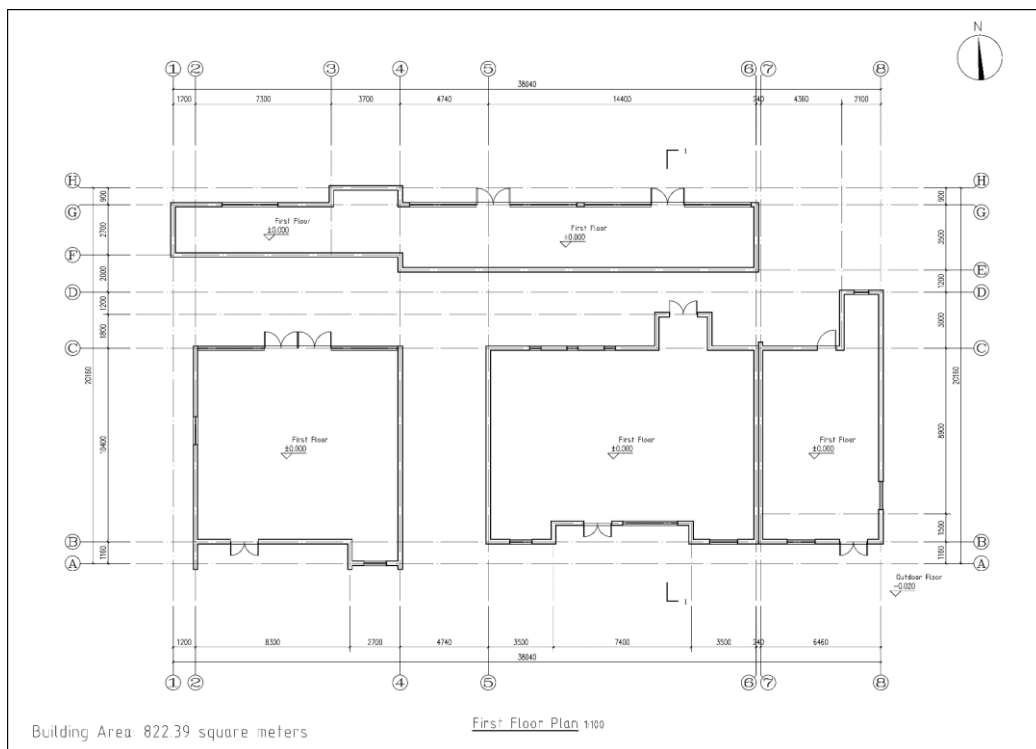 N
1 2 3 4 5 6 7 8
38040
1200 7300 3700 4740 14400 240 4360 2100
1
H H
900 900
G G
First Floor First Floor
±0.000 ±0.000
2700 3500
F
2000 E
1200
D D
1200
3000
1800
C C
20160 20160
First Floor First Floor First Floor
±0.000 ±0.000 ±0.000
10400 8900
1500
B B
1160 1160
A A
Outdoor Floor
-0.020
1
1200 8300 2700 4740 3500 7400 3500 240 6460
38040
1 2 4 5 6 7 8
First Floor Plan 1:100
Building Area: 822.39 square meters